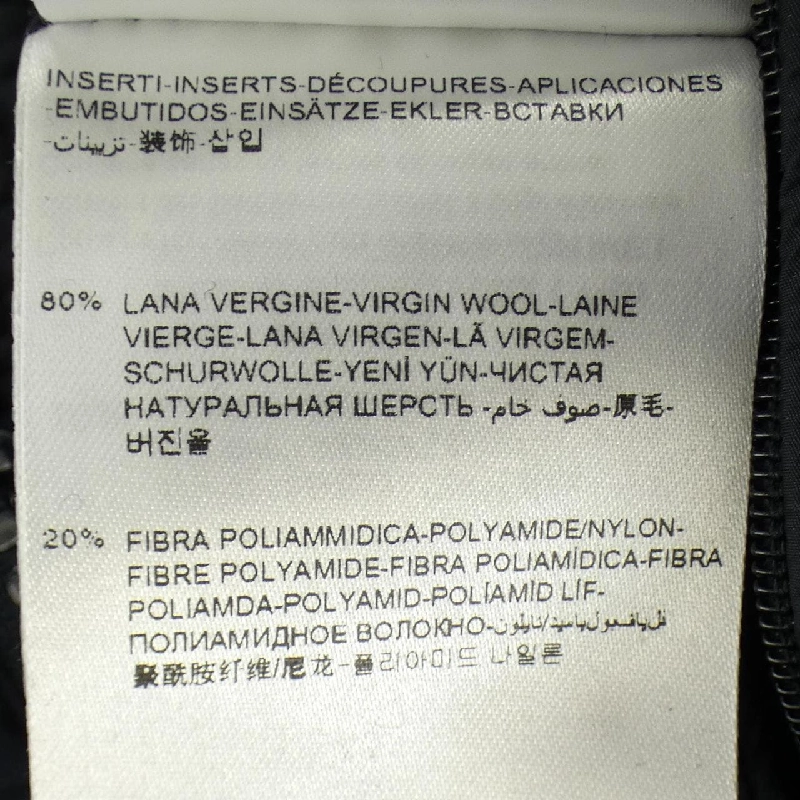 INSERTI-INSERTS-DÉCOUPURES-APLICACIONES
-EMBUTIDOS-EINSÄTZE-EKLER-ВСТАВКИ
-تزيينات-装饰-삽입
80% LANA VERGINE-VIRGIN WOOL-LAINE
VIERGE-LANA VIRGEN-LÃ VIRGEM-
SCHURWOLLE-YENİ YÜN-ЧИСТАЯ
НАТУРАЛЬНАЯ ШЕРСТЬ -صوف خام-原毛-
버진울
20% FIBRA POLIAMMIDICA-POLYAMIDE/NYLON-
FIBRE POLYAMIDE-FIBRA POLIAMÍDICA-FIBRA
POLIAMDA-POLYAMID-POLİAMİD LİF-
ПОЛИАМИДНОЕ ВОЛОКНО-
聚酰胺纤维/尼龙-폴리아미드 나일론